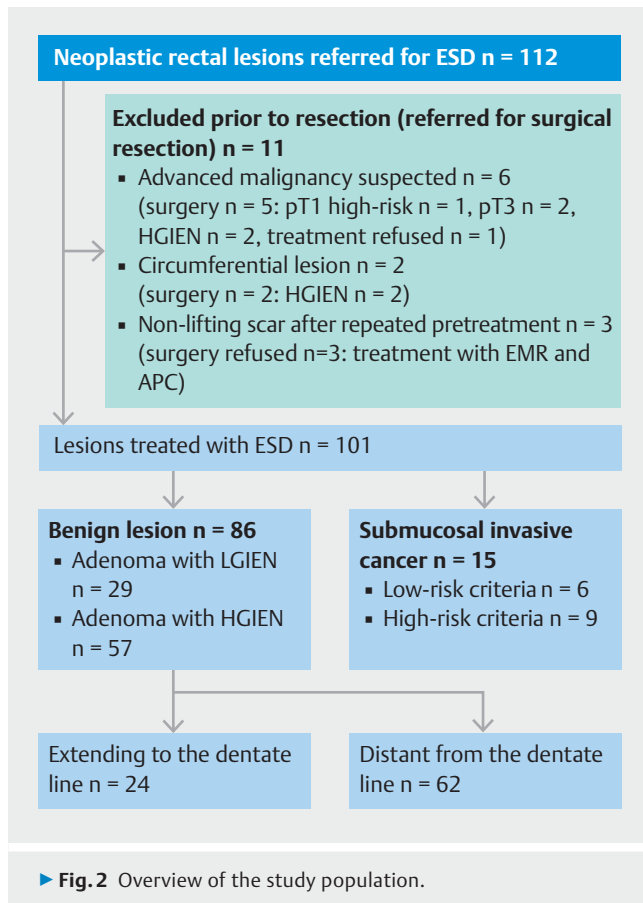 Neoplastic rectal lesions referred for ESD n = 112
Excluded prior to resection (referred for surgical
resection) n = 11
▪ Advanced malignancy suspected n = 6
(surgery n = 5: pT1 high-risk n = 1, pT3 n = 2,
HGIEN n = 2, treatment refused n = 1)
▪ Circumferential lesion n = 2
(surgery n = 2: HGIEN n = 2)
▪ Non-lifting scar after repeated pretreatment n = 3
(surgery refused n=3: treatment with EMR and
APC)
Lesions treated with ESD n = 101
Benign lesion n = 86
▪ Adenoma with LGIEN
n = 29
▪ Adenoma with HGIEN
n = 57
Submucosal invasive
cancer n = 15
▪ Low-risk criteria n = 6
▪ High-risk criteria n = 9
Extending to the dentate
line n = 24
Distant from the dentate
line n = 62
▶ Fig. 2 Overview of the study population.